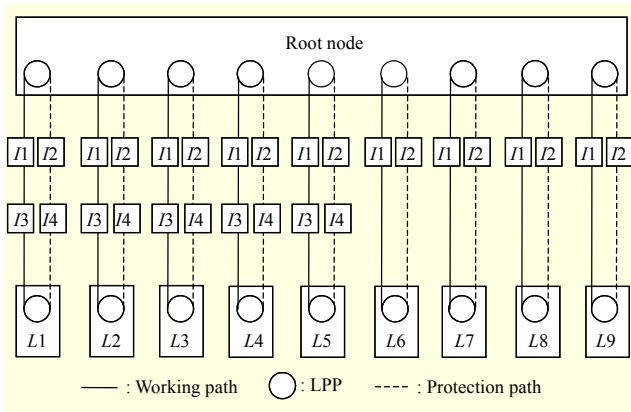 Root node
I1 I2 I1 I2 I1 I2 I1 I2 I1 I2 I1 I2 I1 I2 I1 I2 I1 I2
I3 I4 I3 I4 I3 I4 I3 I4 I3 I4
L1 L2 L3 L4 L5 L6 L7 L8 L9
: Working path : LPP : Protection path